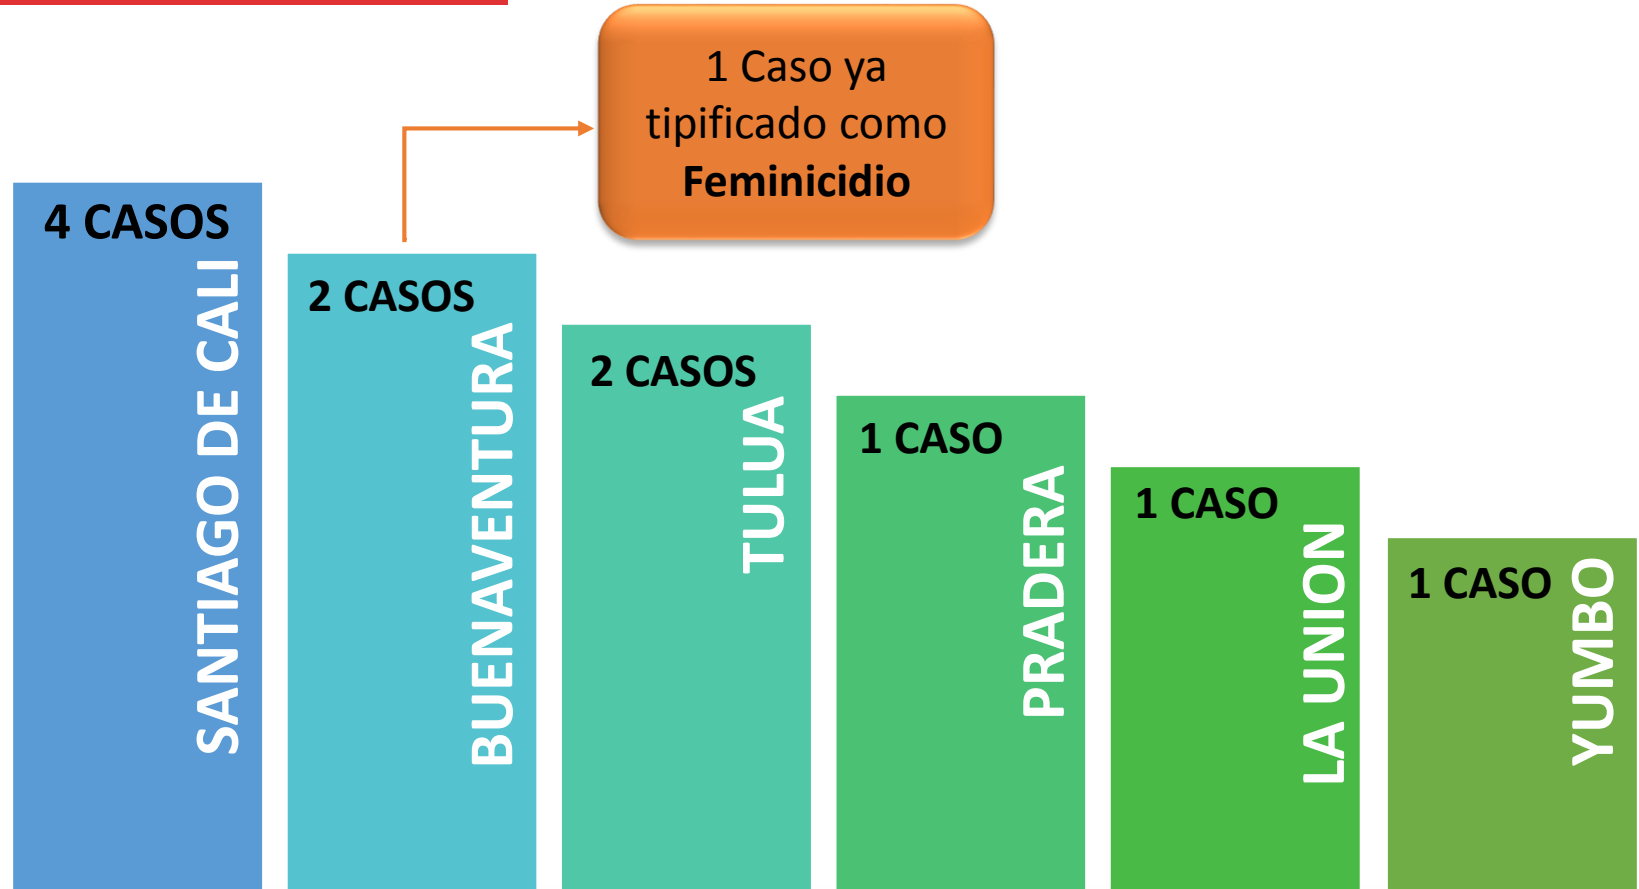 1 Caso ya
tipificado como
Feminicidio
4 CASOS
SANTIAGO DE CALI
2 CASOS
BUENAVENTURA
2 CASOS
TULUA
1 CASO
PRADERA
1 CASO
LA UNION
1 CASO
YUMBO